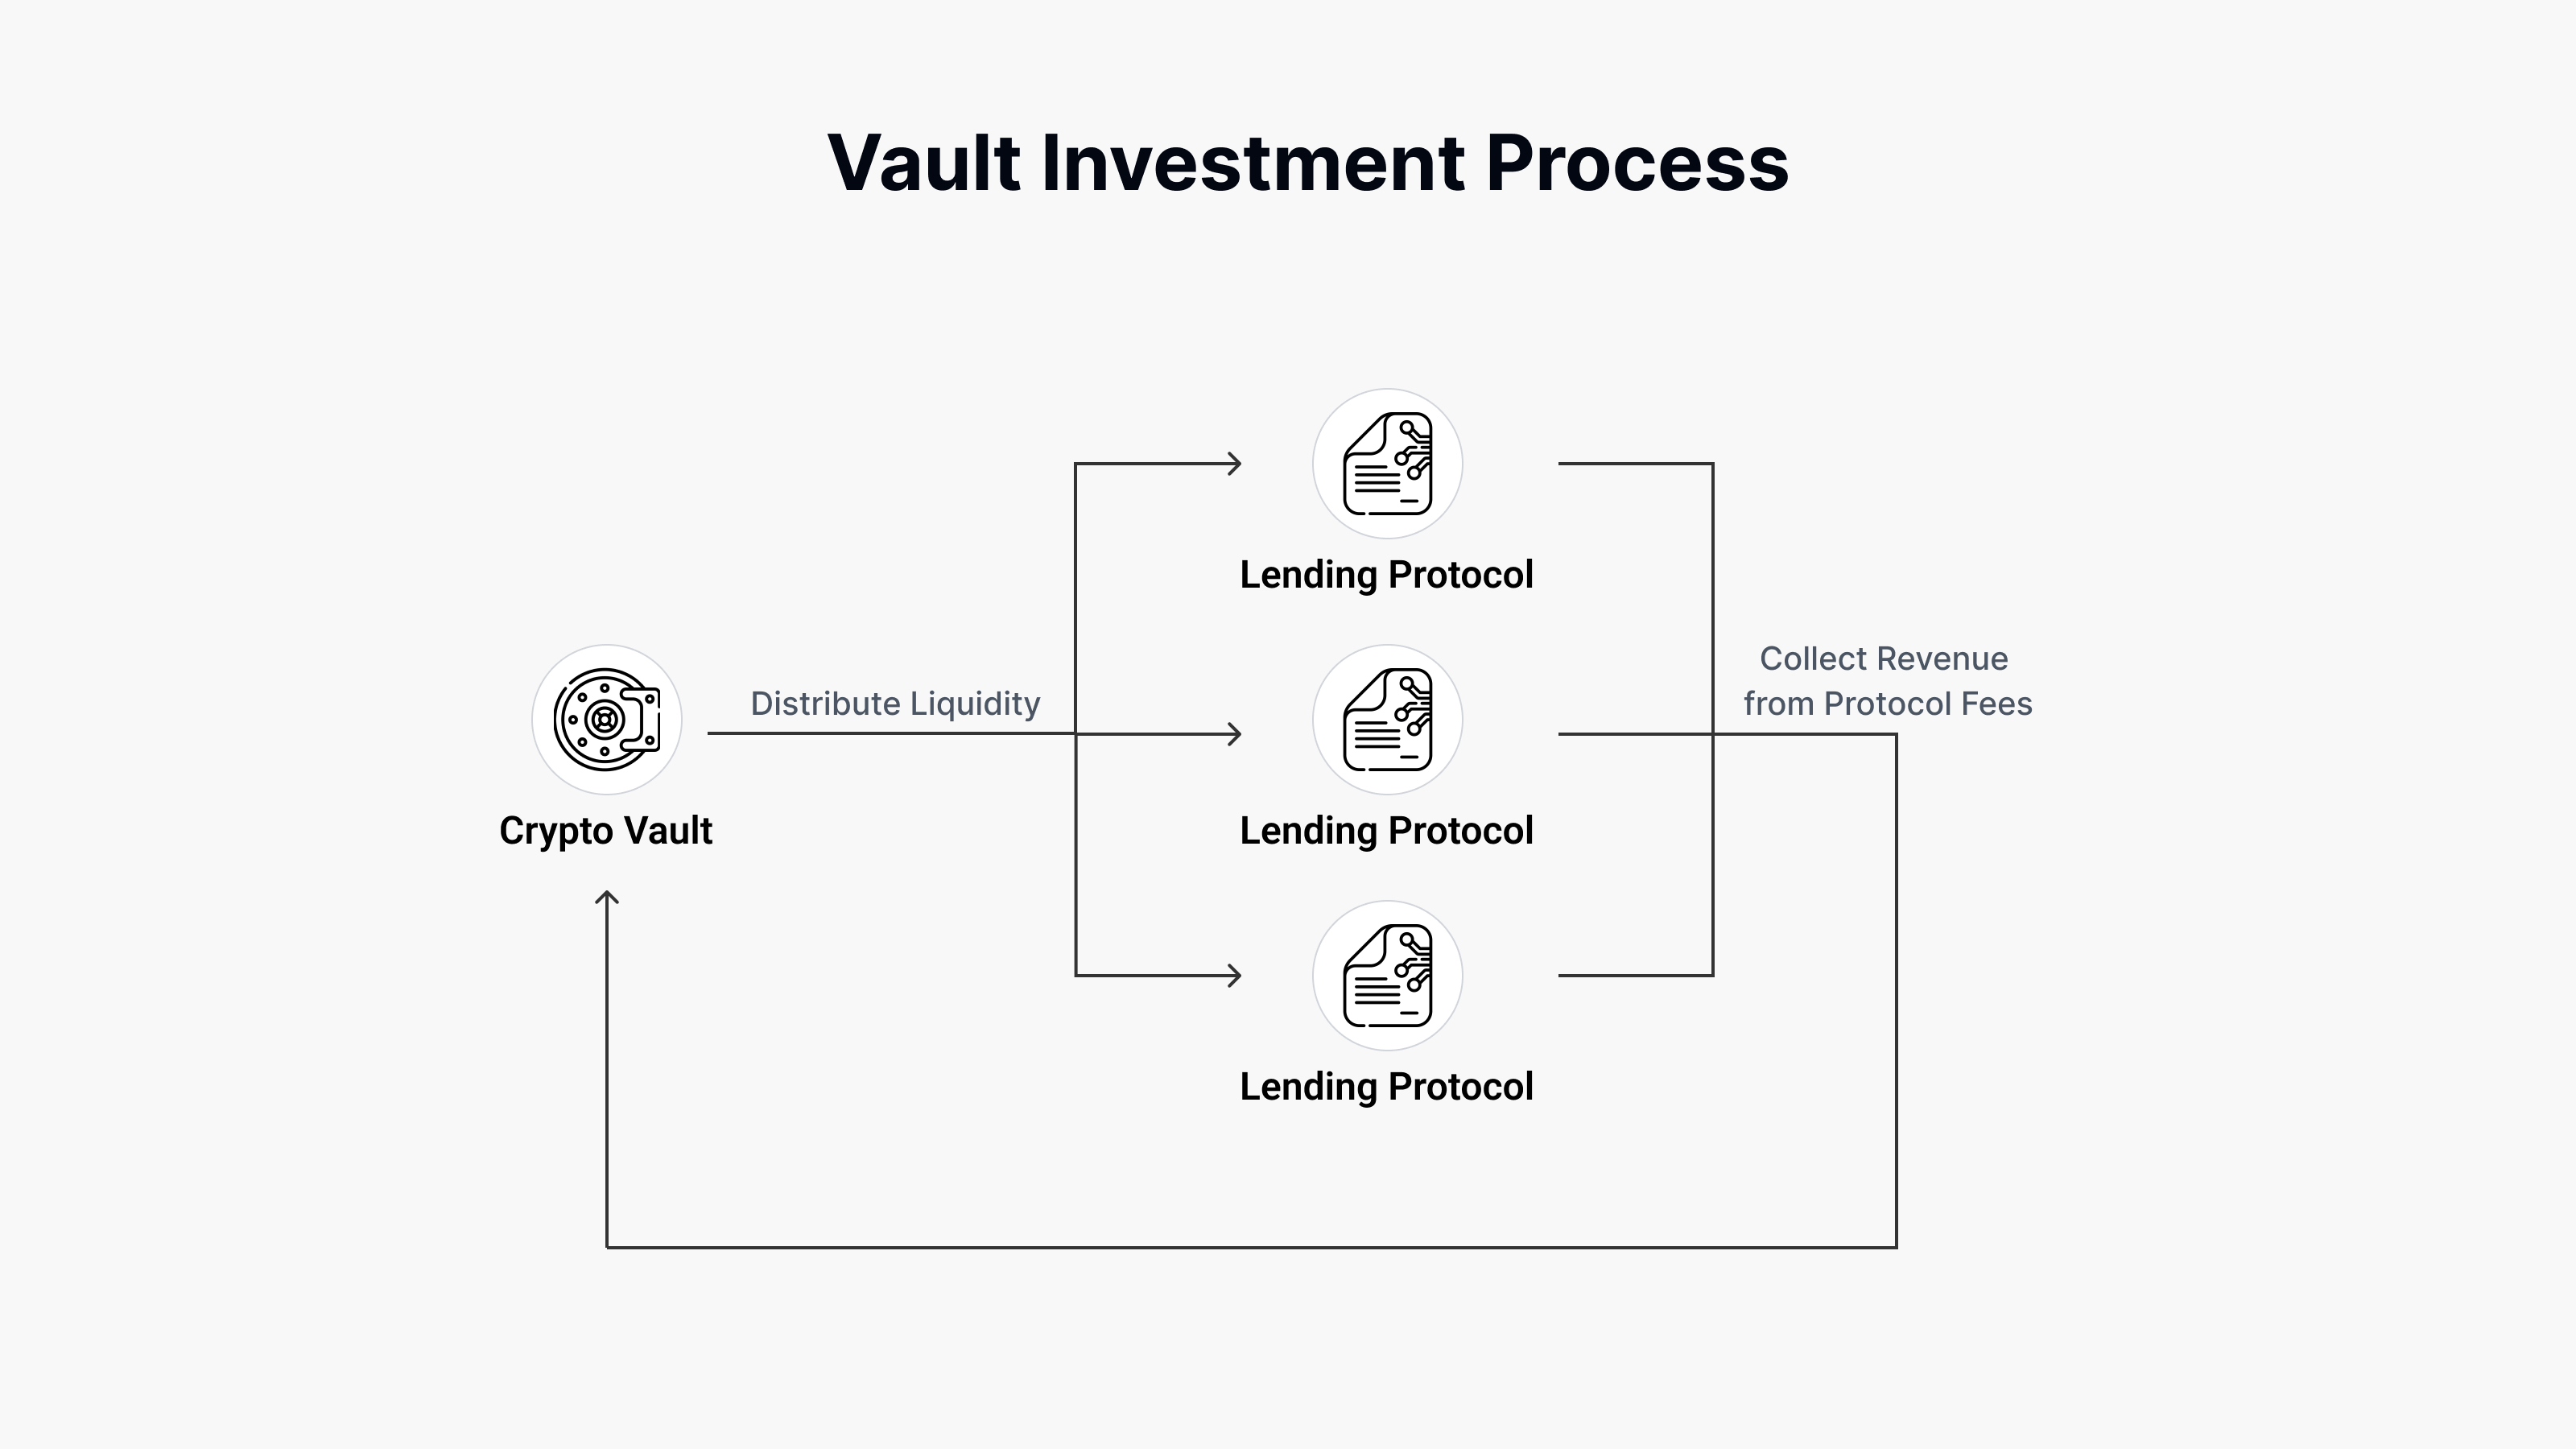 Vault Investment Process
Lending Protocol
Collect Revenue
from Protocol Fees
Distribute Liquidity
Crypto Vault
Lending Protocol
Lending Protocol